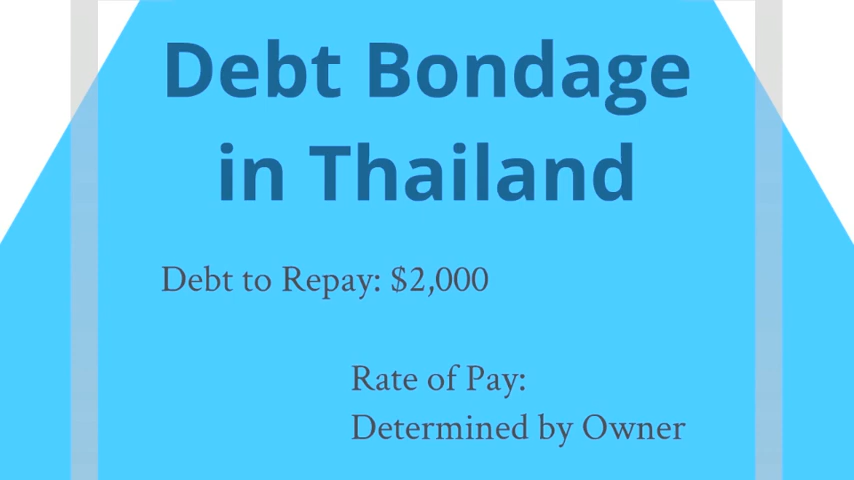 Debt Bondage
in Thailand
Debt to Repay: $2,000
Rate of Pay:
Determined by Owner